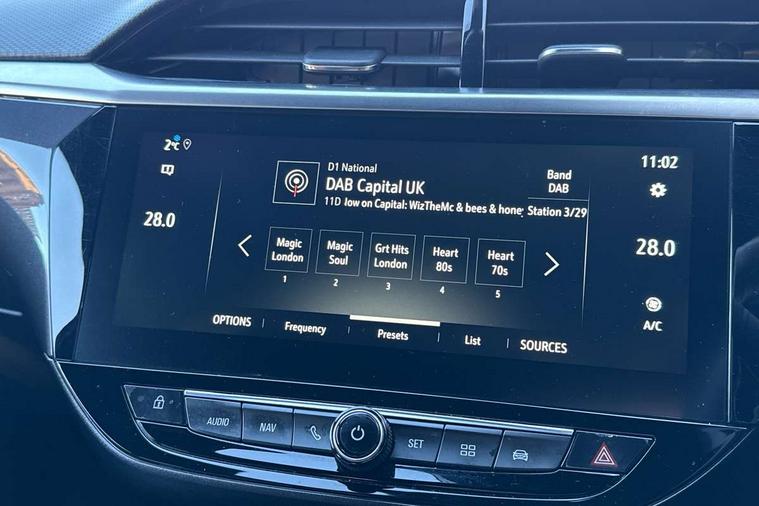 2°C
11:02
D1 National
DAB Capital UK
11D low on Capital: WizTheMc & bees & hone
Band
DAB
Station 3/29
28.0
28.0
Magic London
Magic Soul
Grt Hits London
Heart 80s
Heart 70s
1
2
3
4
5
A/C
OPTIONS
Frequency
Presets
List
SOURCES
AUDIO
NAV
SET